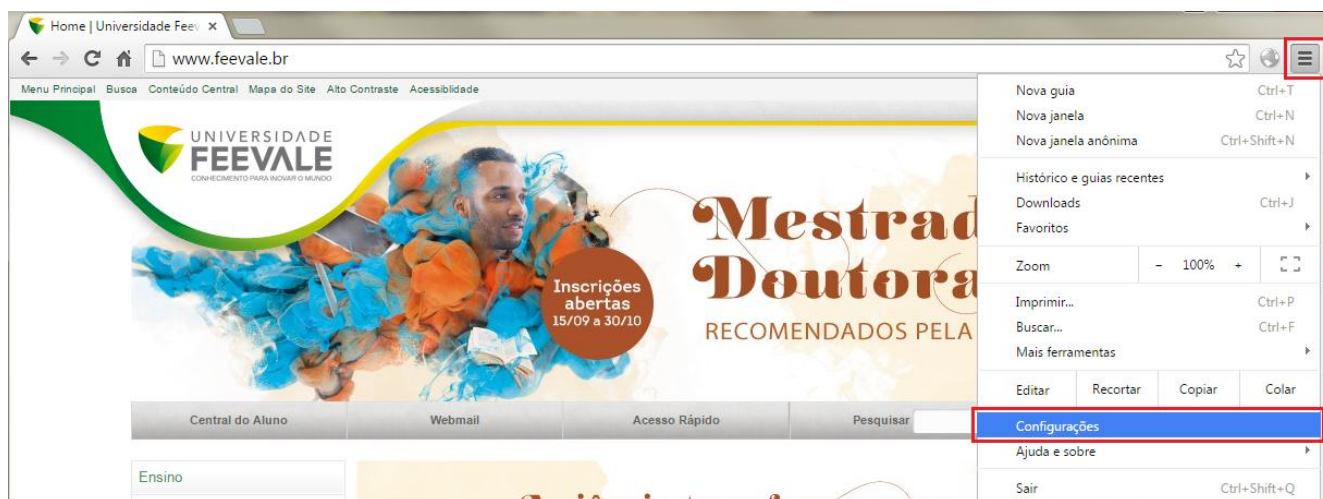 Home | Universidade Feev
www.feevale.br
Menu Principal Busca Conteúdo Central Mapa do Site Alto Contraste Acessiblidade
UNIVERSIDADE
FEEVALE
CONHECIMENTO PARA INOVAR O MUNDO
Inscrições
abertas
15/09 a 30/10
Mestrad
Doutora
RECOMENDADOS PELA
Central do Aluno Webmail Acesso Rápido Pesquisar
Ensino
Nova guia Ctrl+T
Nova janela Ctrl+N
Nova janela anônima Ctrl+Shift+N
Histórico e guias recentes
Downloads Ctrl+J
Favoritos
Zoom - 100% +
Imprimir... Ctrl+P
Buscar... Ctrl+F
Mais ferramentas
Editar Recortar Copiar Colar
Configurações
Ajuda e sobre
Sair Ctrl+Shift+Q